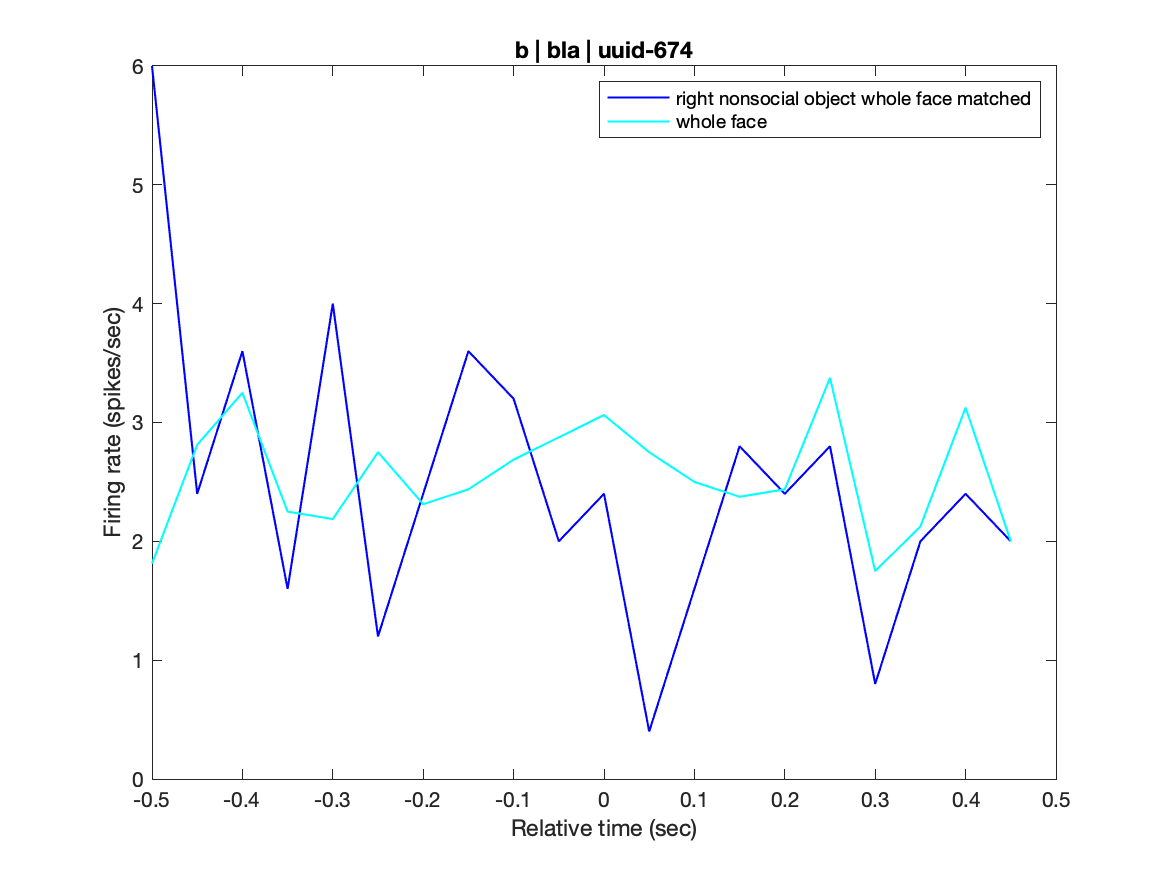 b | bla | uuid-674
right nonsocial object whole face matched
whole face
Firing rate (spikes/sec)
6
5
4
3
2
1
0
-0.5 -0.4 -0.3 -0.2 -0.1 0 0.1 0.2 0.3 0.4 0.5
Relative time (sec)